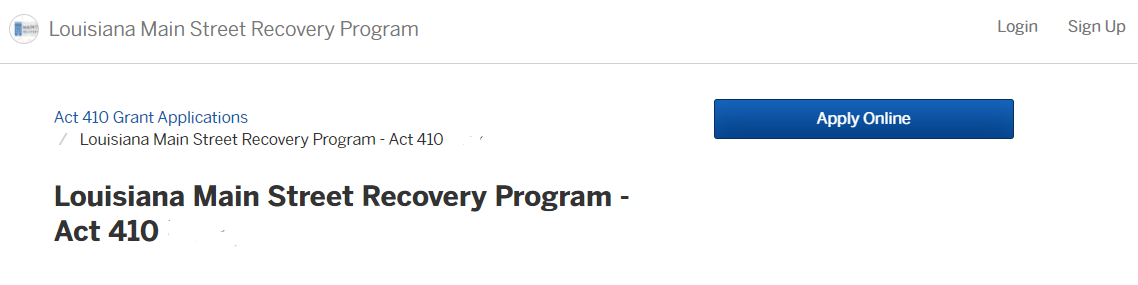 Louisiana Main Street Recovery Program
Login
Sign Up
Act 410 Grant Applications
/ Louisiana Main Street Recovery Program - Act 410
Apply Online
Louisiana Main Street Recovery Program -
Act 410